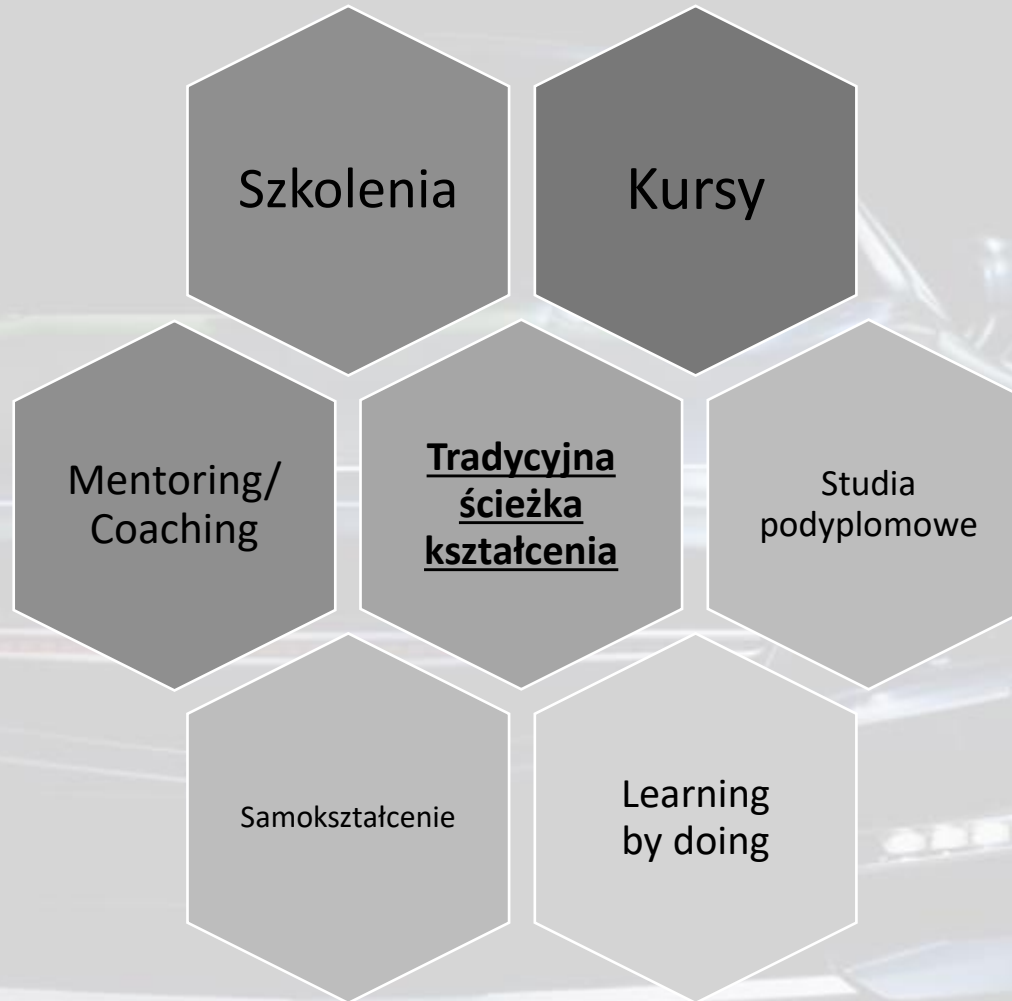 Szkolenia
Kursy
Mentoring/
Coaching
Tradycyjna
ścieżka
kształcenia
Studia
podyplomowe
Samokształcenie
Learning
by doing